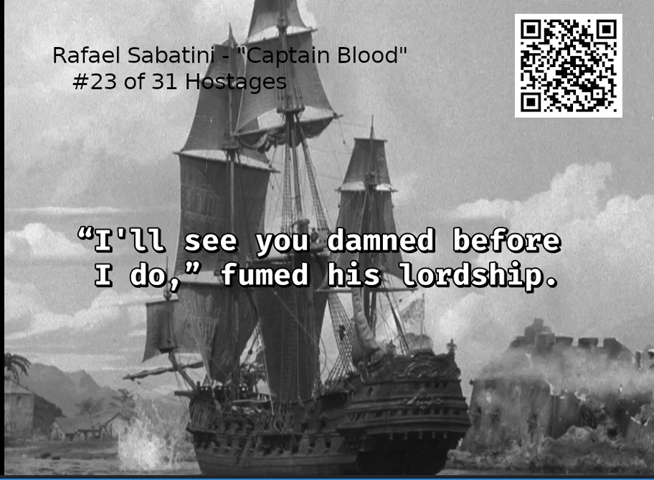 Rafael Sabatini - "Captain Blood"
#23 of 31 Hostages
“I'll see you damned before
I do,” fumed his lordship.